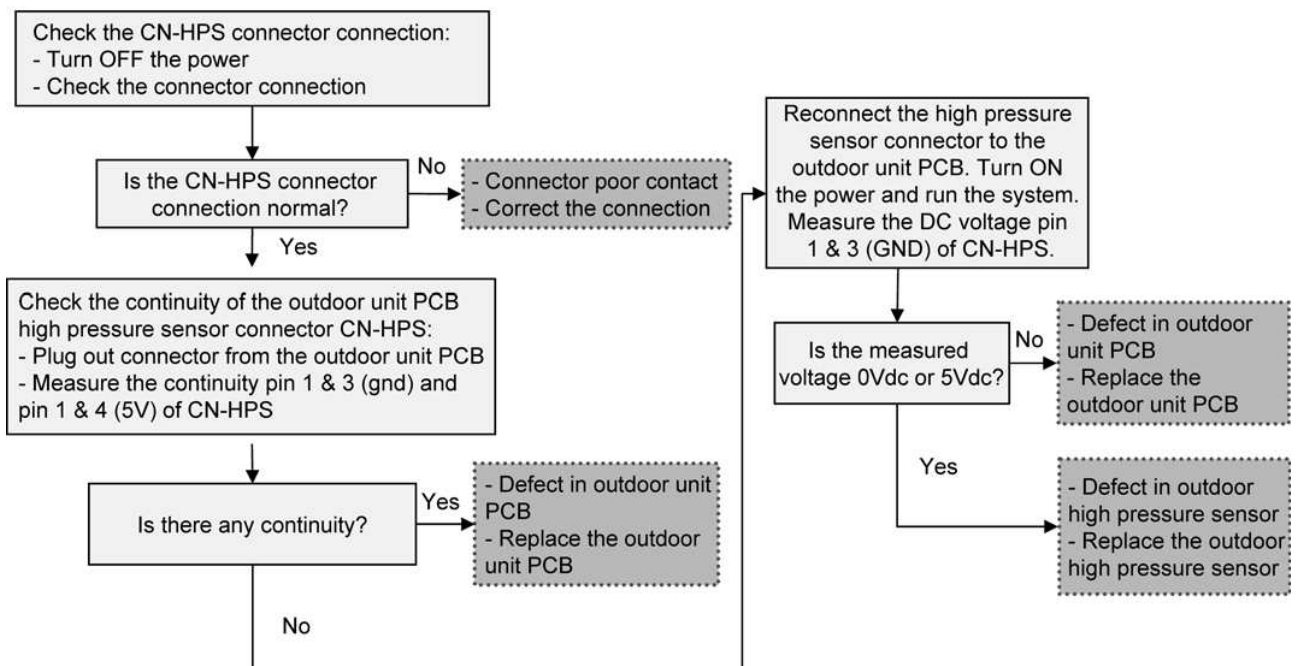 Check the CN-HPS connector connection:
- Turn OFF the power
- Check the connector connection
Is the CN-HPS connector
connection normal?
No
- Connector poor contact
- Correct the connection
Yes
Check the continuity of the outdoor unit PCB
high pressure sensor connector CN-HPS:
- Plug out connector from the outdoor unit PCB
- Measure the continuity pin 1 & 3 (gnd) and
pin 1 & 4 (5V) of CN-HPS
Is there any continuity?
Yes
- Defect in outdoor unit
PCB
- Replace the outdoor
unit PCB
No
Reconnect the high pressure
sensor connector to the
outdoor unit PCB. Turn ON
the power and run the system.
Measure the DC voltage pin
1 & 3 (GND) of CN-HPS.
Is the measured
voltage 0Vdc or 5Vdc?
No
- Defect in outdoor
unit PCB
- Replace the
outdoor unit PCB
Yes
- Defect in outdoor
high pressure sensor
- Replace the outdoor
high pressure sensor